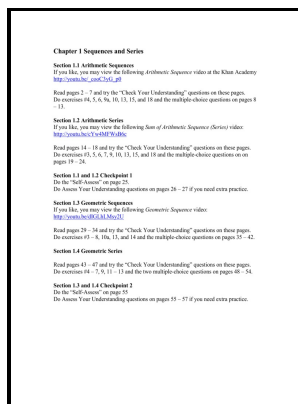 Chapter 1 Sequences and Series
Section 1.1 Arithmetic Sequences
If you like, you may view the following Arithmetic Sequence video at the Khan Academy
http://youtu.be/_cooC3yG_p0
Read pages 2 – 7 and try the “Check Your Understanding” questions on these pages.
Do exercises #4, 5, 6, 9a, 10, 13, 15, and 18 and the multiple-choice questions on pages 8
– 13.
Section 1.2 Arithmetic Series
If you like, you may view the following Sum of Arithmetic Sequence (Series) video:
Read pages 14 – 18 and try the “Check Your Understanding” questions on these pages.
Do exercises #3, 5, 6, 7, 9, 10, 13, 15, and 18 and the multiple-choice questions on on
pages 19 – 24.
Section 1.1 and 1.2 Checkpoint 1
Do the “Self-Assess” on page 25.
Do Assess Your Understanding questions on pages 26 – 27 if you need extra practice.
Section 1.3 Geometric Sequences
If you like, you may view the following Geometric Sequence video:
Read pages 29 – 34 and try the “Check Your Understanding” questions on these pages.
Do exercises #3 – 8, 10a, 13, and 14 and the multiple-choice questions on pages 35 – 42.
Section 1.4 Geometric Series
Read pages 43 – 47 and try the “Check Your Understanding” questions on these pages.
Do exercises #4 – 7, 9, 11 – 13 and the two multiple-choice questions on pages 48 – 54.
Section 1.3 and 1.4 Checkpoint 2
Do the “Self-Assess” on page 55
Do Assess Your Understanding questions on pages 55 – 57 if you need extra practice.